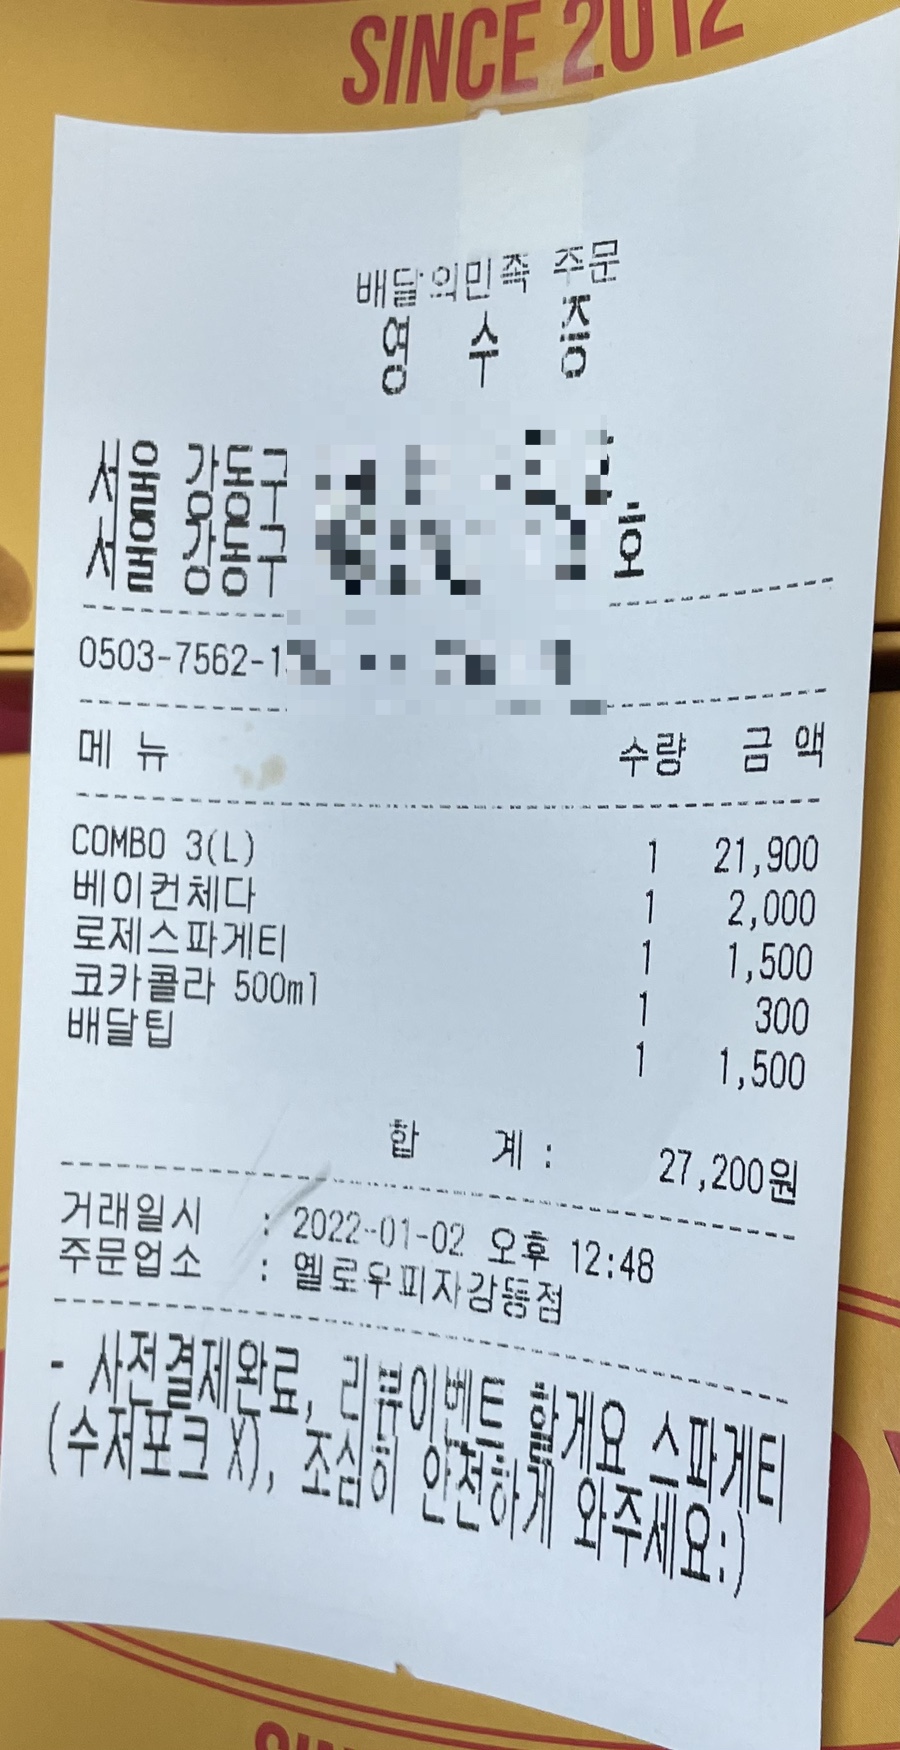 SINCE 2012
배달의민족 주문
영 수 증
서울 강동구
서울 강동구 호
0503-7562-1
메 뉴 수량 금 액
COMBO 3(L) 1 21,900
베이컨체다 1 2,000
로제스파게티 1 1,500
코카콜라 500ml 1 300
배달팁 1 1,500
합 계 : 27,200원
거래일시 : 2022-01-02 오후 12:48
주문업소 : 옐로우피자강동점
- 사전결제완료, 리뷰이벤트 할게요 스파게티
(수저포크 X), 조심히 안전하게 와주세요:)